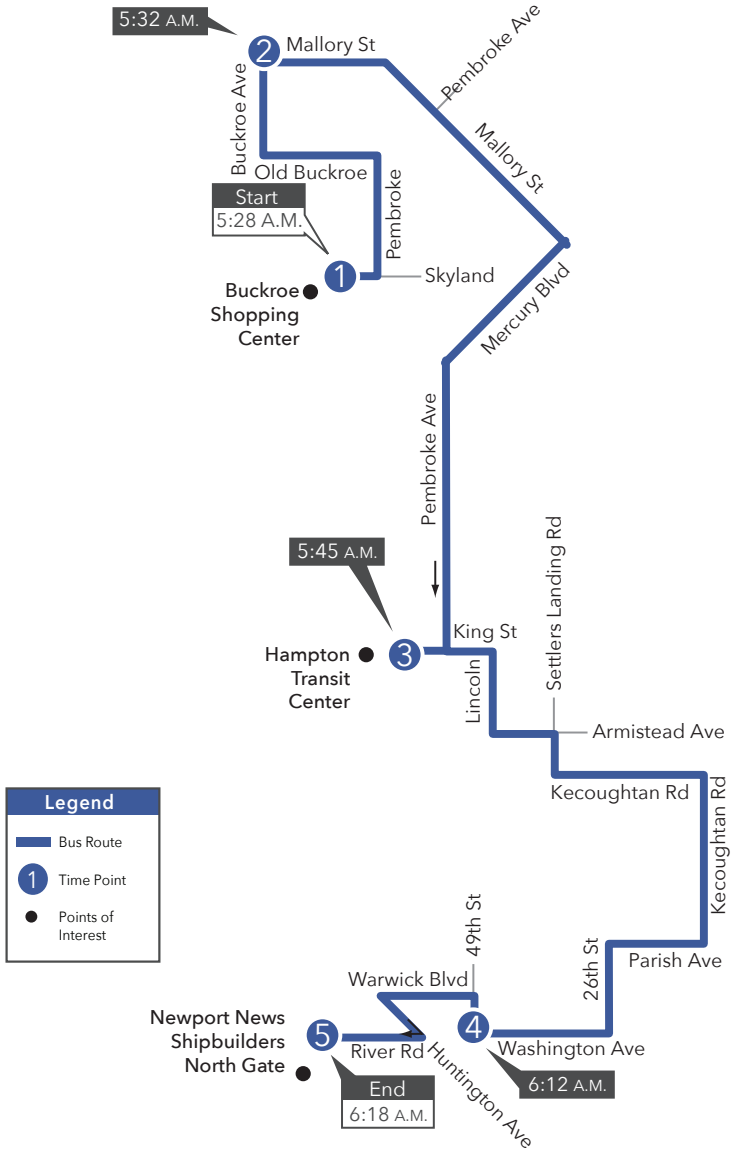 5:32 A.M.
2
Mallory St
Pembroke Ave
Buckroe Ave
Mallory St
Old Buckroe
Start
5:28 A.M.
Pembroke
1
Skyland
Buckroe
Shopping
Center
Mercury Blvd
Pembroke Ave
5:45 A.M.
Settlers Landing Rd
King St
3
Hampton
Transit
Center
Lincoln
Armistead Ave
Kecoughtan Rd
Kecoughtan Rd
Legend
Bus Route
1
Time Point
Points of
Interest
49th St
26th St
Parish Ave
Warwick Blvd
Newport News
Shipbuilders
North Gate
5
4
River Rd
Huntington Ave
Washington Ave
End
6:18 A.M.
6:12 A.M.